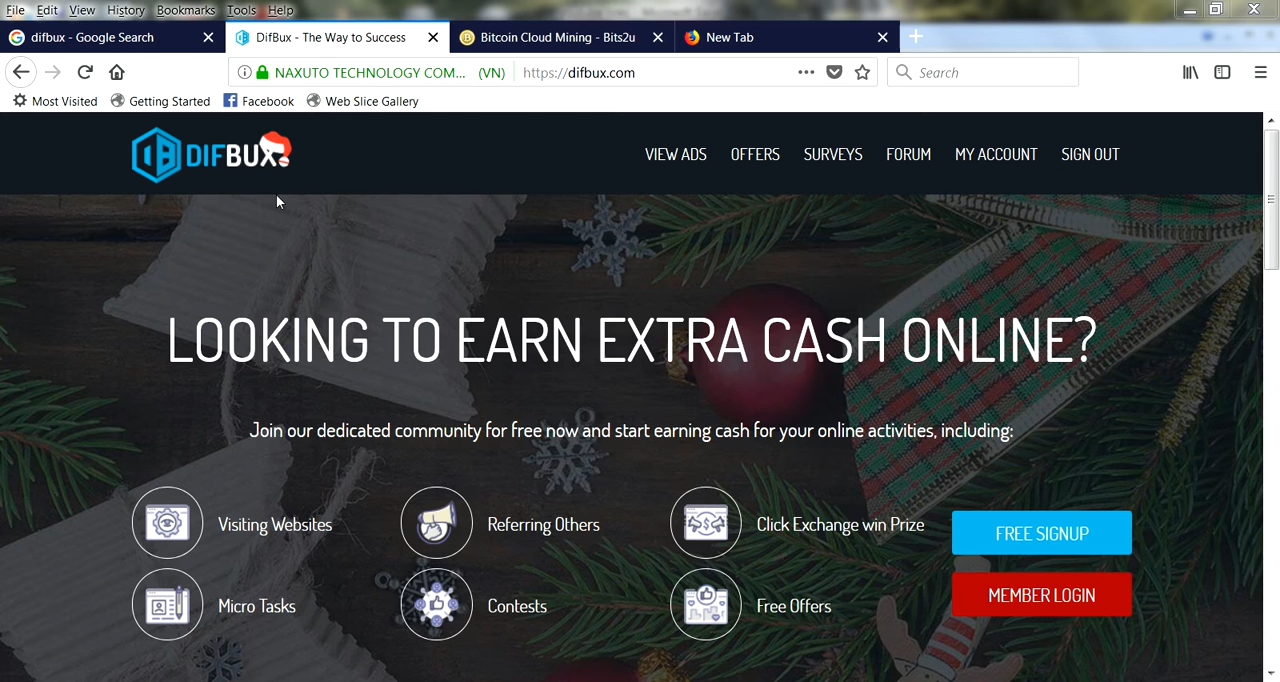 File Edit View History Bookmarks Tools Help
difbux - Google Search
DifBux - The Way to Success
Bitcoin Cloud Mining - Bits2u
New Tab
NAXUTO TECHNOLOGY COM... (VN) https://difbux.com
Search
Most Visited Getting Started Facebook Web Slice Gallery
DIFBUX
VIEW ADS OFFERS SURVEYS FORUM MY ACCOUNT SIGN OUT
LOOKING TO EARN EXTRA CASH ONLINE?
Join our dedicated community for free now and start earning cash for your online activities, including:
Visiting Websites
Referring Others
Click Exchange win Prize
FREE SIGNUP
Micro Tasks
Contests
Free Offers
MEMBER LOGIN